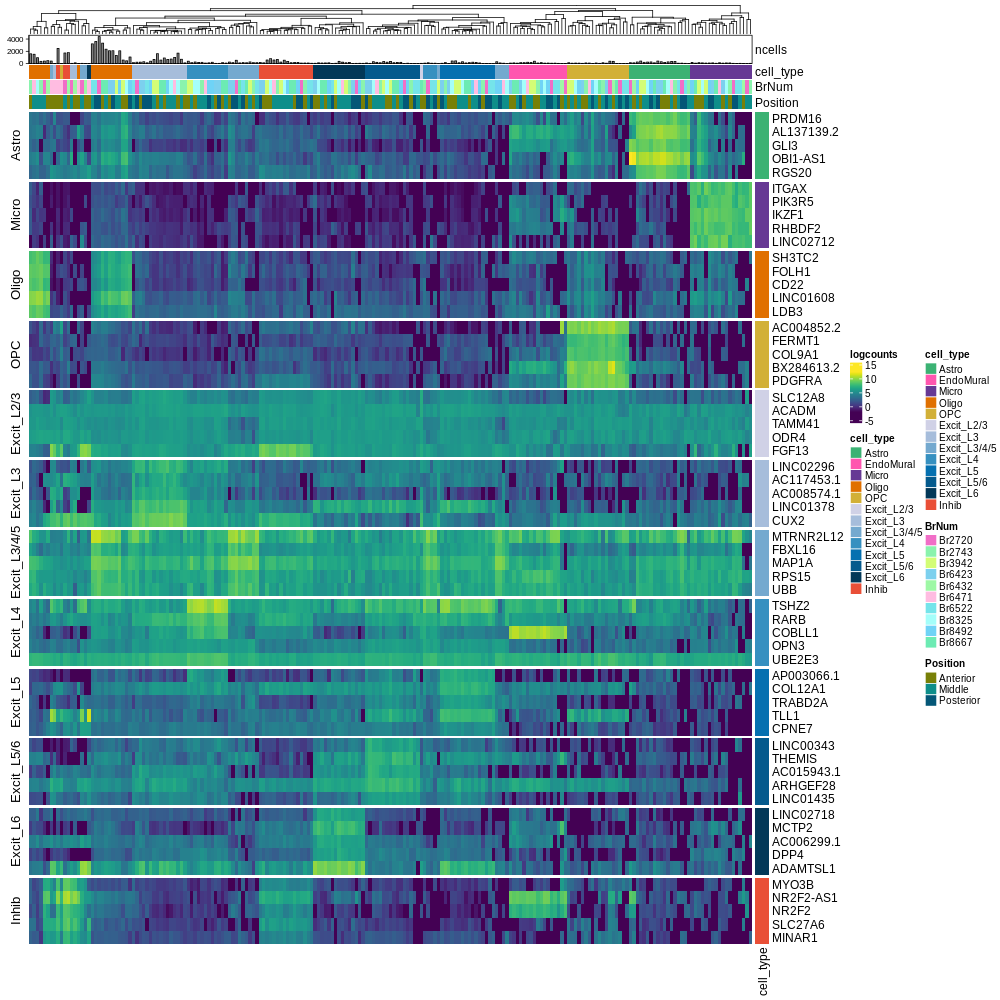 4000
2000
0
ncells
cell_type
BrNum
Position
Astro
PRDM16
AL137139.2
GLI3
OBI1-AS1
RGS20
Micro
ITGAX
PIK3R5
IKZF1
RHBDF2
LINC02712
Oligo
SH3TC2
FOLH1
CD22
LINC01608
LDB3
OPC
AC004852.2
FERMT1
COL9A1
BX284613.2
PDGFRA
Excit_L2/3
SLC12A8
ACADM
TAMM41
ODR4
FGF13
Excit_L3
LINC02296
AC117453.1
AC008574.1
LINC01378
CUX2
Excit_L3/4/5
MTRNR2L12
FBXL16
MAP1A
RPS15
UBB
Excit_L4
TSHZ2
RARB
COBLL1
OPN3
UBE2E3
Excit_L5
AP003066.1
COL12A1
TRABD2A
TLL1
CPNE7
Excit_L5/6
LINC00343
THEMIS
AC015943.1
ARHGEF28
LINC01435
Excit_L6
LINC02718
MCTP2
AC006299.1
DPP4
ADAMTSL1
Inhib
MYO3B
NR2F2-AS1
NR2F2
SLC27A6
MINAR1
cell_type
logcounts
15
10
5
0
-5
cell_type
Astro
EndoMural
Micro
Oligo
OPC
Excit_L2/3
Excit_L3
Excit_L3/4/5
Excit_L4
Excit_L5
Excit_L5/6
Excit_L6
Inhib
cell_type
Astro
EndoMural
Micro
Oligo
OPC
Excit_L2/3
Excit_L3
Excit_L3/4/5
Excit_L4
Excit_L5
Excit_L5/6
Excit_L6
Inhib
BrNum
Br2720
Br2743
Br3942
Br6423
Br6432
Br6471
Br6522
Br8325
Br8492
Br8667
Position
Anterior
Middle
Posterior